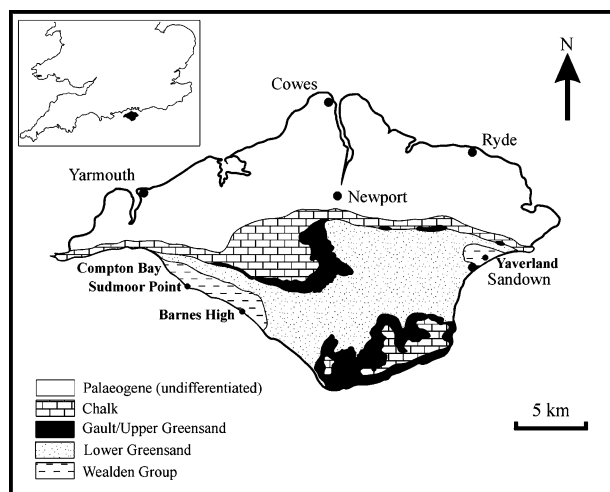 N
Cowes
Ryde
Yarmouth
Newport
Compton Bay
Yaverland
Sudmoor Point
Sandown
Barnes High
Palaeogene (undifferentiated)
Chalk
Gault/Upper Greensand
Lower Greensand
Wealden Group
5 km